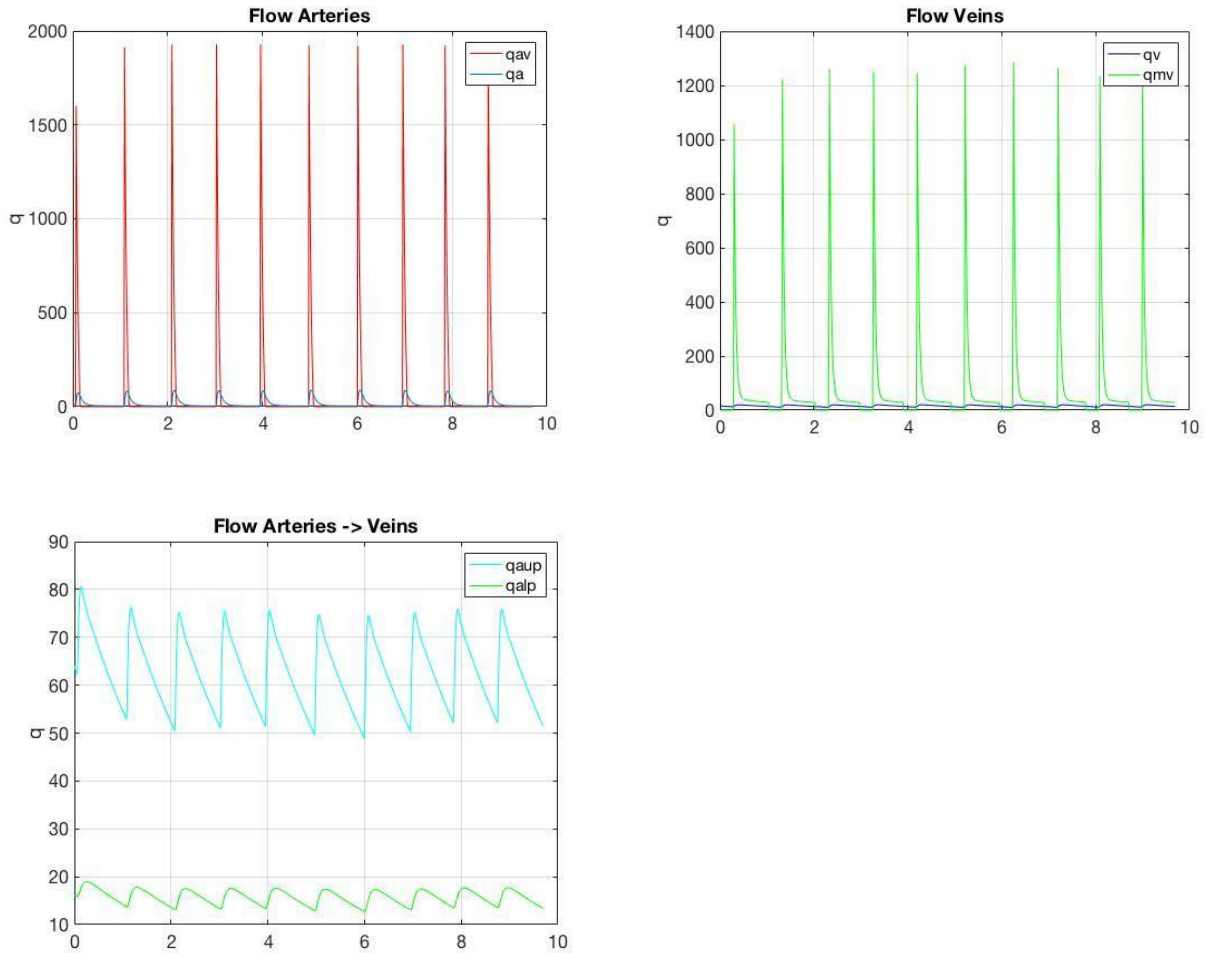 Flow Arteries
2000
1500
1000
500
0
q
0 2 4 6 8 10
qav
qa
Flow Veins
1400
1200
1000
800
600
400
200
0
q
0 2 4 6 8 10
qv
qmv
Flow Arteries -> Veins
90
80
70
60
50
40
30
20
10
q
0 2 4 6 8 10
qaup
qalp